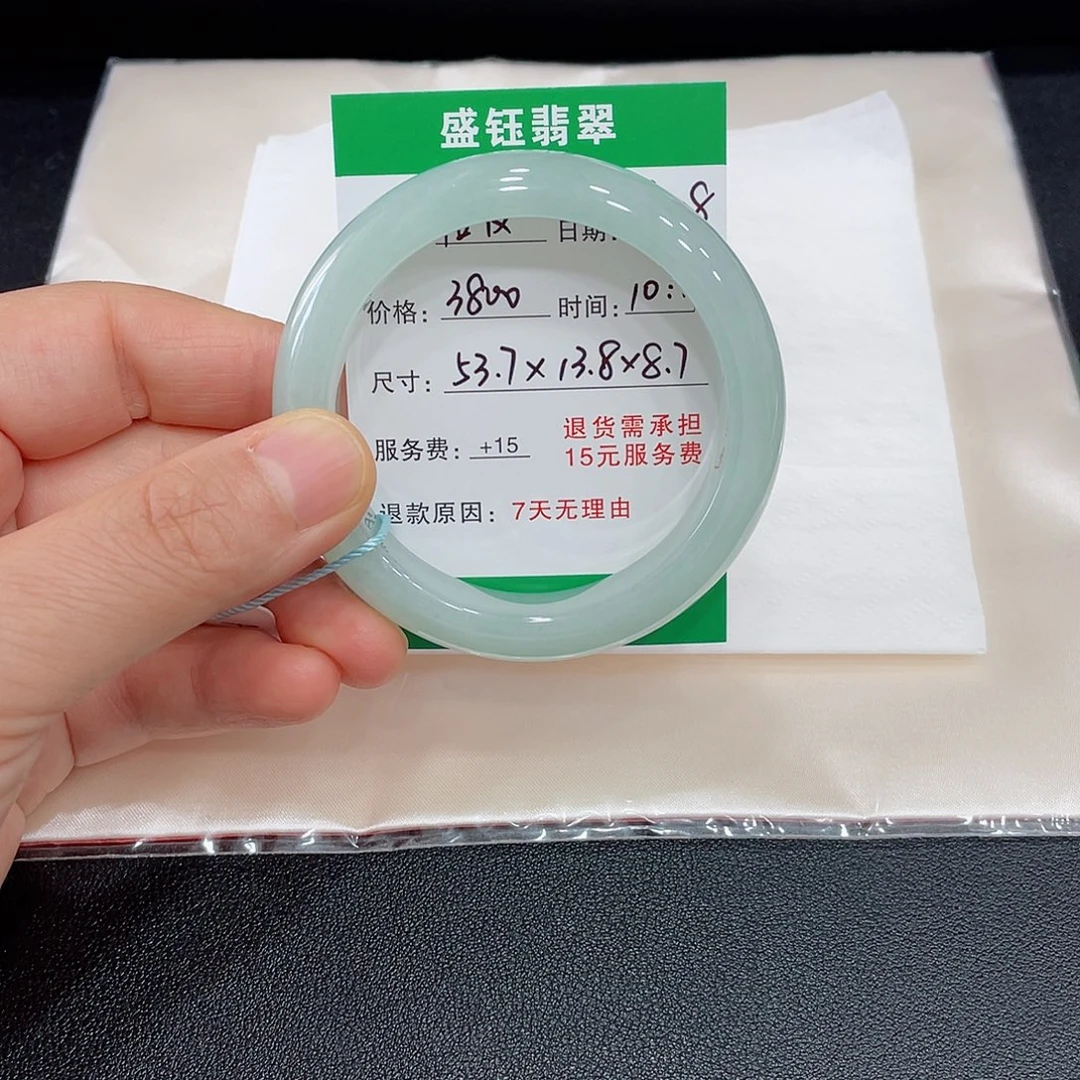 盛钰翡翠
日期: 8
价格: 3800 时间: 10:
尺寸: 53.7×13.8×8.7
服务费: +15 退货需承担
15元服务费
退款原因: 7天无理由